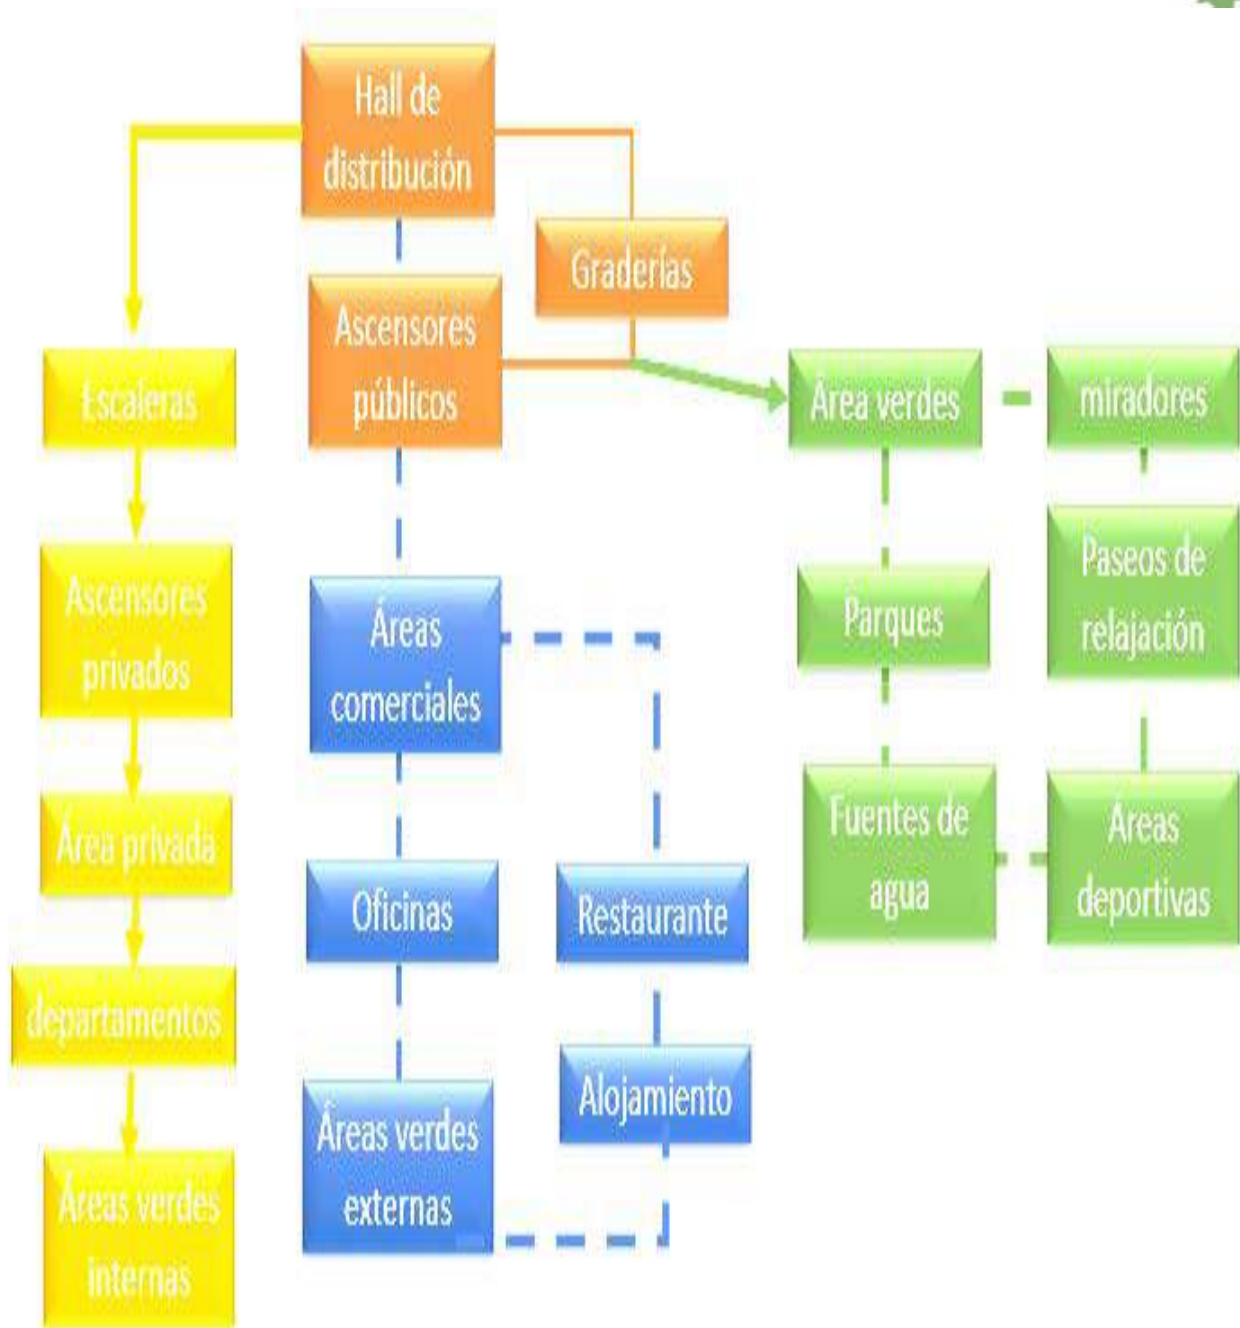 Hall de
distribución
Graderías
Ascensores
públicos
Escaleras
Ascensores
privados
Área privada
departamentos
Áreas verdes
internas
Áreas
comerciales
Oficinas
Áreas verdes
externas
Restaurante
Alojamiento
Área verdes
miradores
Parques
Paseos de
relajación
Fuentes de
agua
Áreas
deportivas